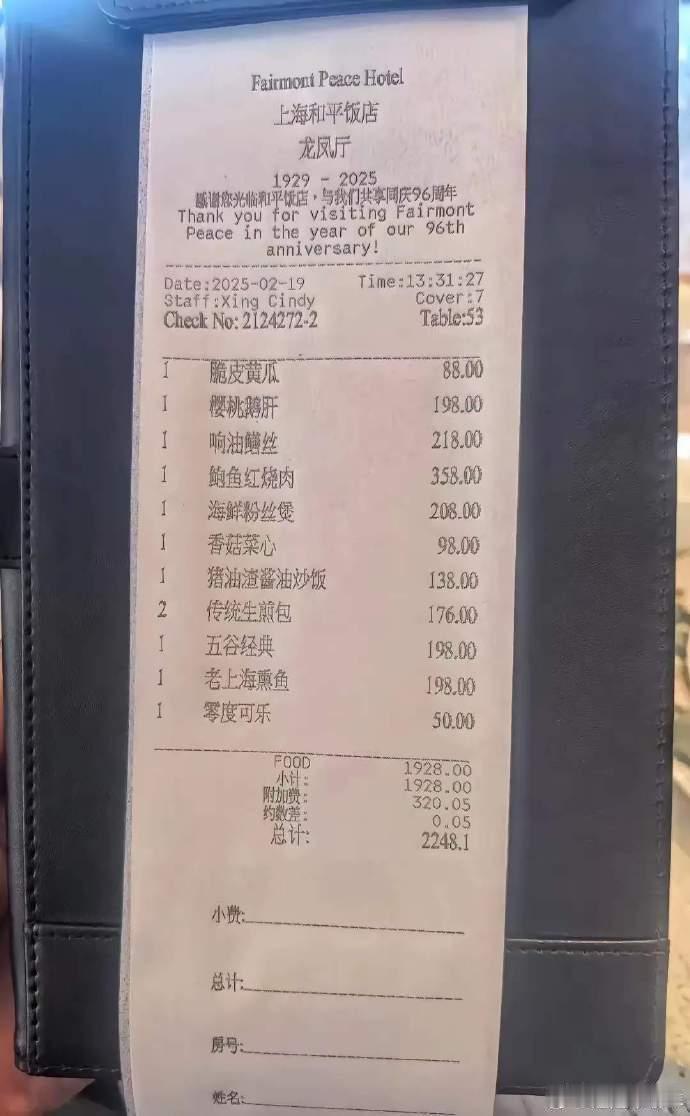 Fairmont Peace Hotel
上海和平饭店
龙凤厅
1929 - 2025
感谢您光临和平饭店，与我们共享同庆96周年
Thank you for visiting Fairmont
Peace in the year of our 96th
anniversary!
Date:2025-02-19 Time:13:31:27
Staff:Xing Cindy Cover:7
Check No: 2124272-2 Table:53
1 脆皮黄瓜 88.00
1 樱桃鹅肝 198.00
1 响油鳝丝 218.00
1 鲍鱼红烧肉 358.00
1 海鲜粉丝煲 208.00
1 香菇菜心 98.00
1 猪油渣酱油炒饭 138.00
2 传统生煎包 176.00
1 五谷经典 198.00
1 老上海熏鱼 198.00
1 零度可乐 50.00
FOOD 1928.00
小计: 1928.00
附加费: 320.05
约数差: 0.05
总计: 2248.1
小费:
总计:
房号:
姓名: